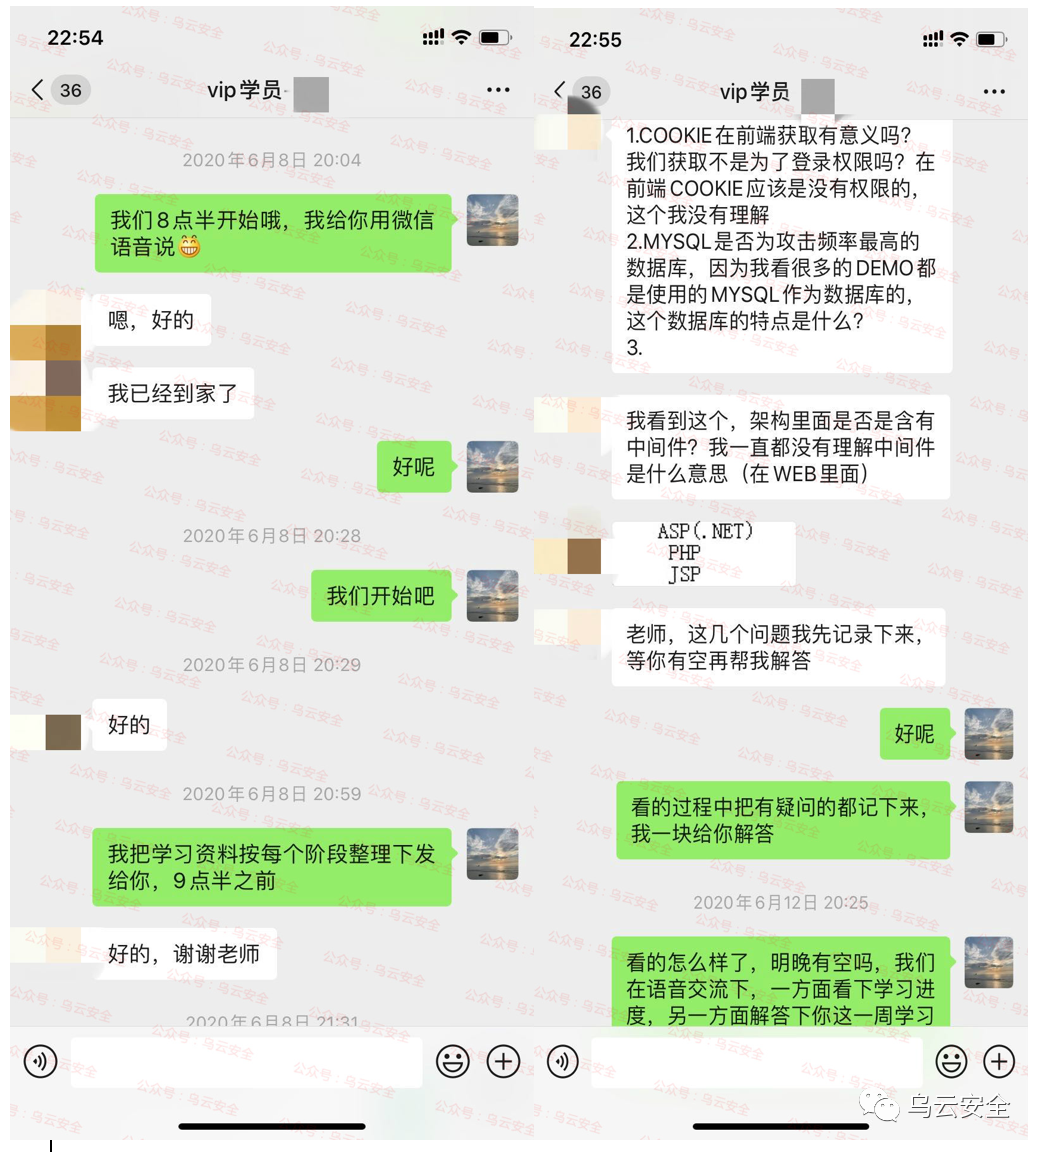 22:54
36
vip学员
2020年6月8日 20:04
我们8点半开始哦，我给你用微信
语音说😁
嗯，好的
我已经到家了
好呢
2020年6月8日 20:28
我们开始吧
2020年6月8日 20:29
好的
2020年6月8日 20:59
我把学习资料按每个阶段整理下发
给你，9点半之前
好的，谢谢老师
2020年6月8日 21:31
22:55
36
vip学员
1.COOKIE在前端获取有意义吗？
我们获取不是为了登录权限吗？在
前端COOKIE应该是没有权限的，
这个我没有理解
2.MYSQL是否为攻击频率最高的
数据库，因为我看很多的DEMO都
是使用的MYSQL作为数据库的，
这个数据库的特点是什么？
3.
我看到这个，架构里面是否是含有
中间件？我一直都没有理解中间件
是什么意思（在WEB里面）
ASP(.NET)
PHP
JSP
老师，这几个问题我先记录下来，
等你有空再帮我解答
好呢
看的过程中把有疑问的都记下来，
我一块给你解答
2020年6月12日 20:25
看的怎么样了，明晚有空吗，我们
在语音交流下，一方面看下学习进
度，另一方面解答下你这一周学习
公众号：乌云安全
乌云安全